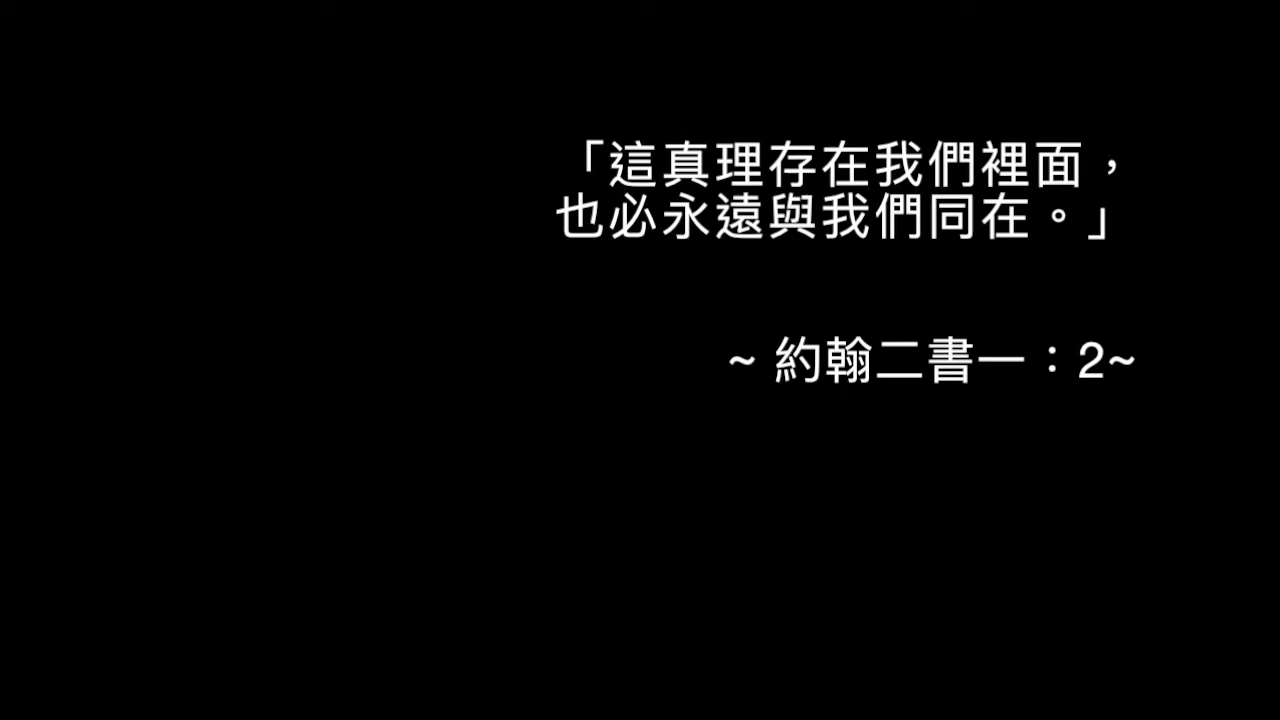 「這真理存在我們裡面，
也必永遠與我們同在。」
~ 約翰二書一：2~